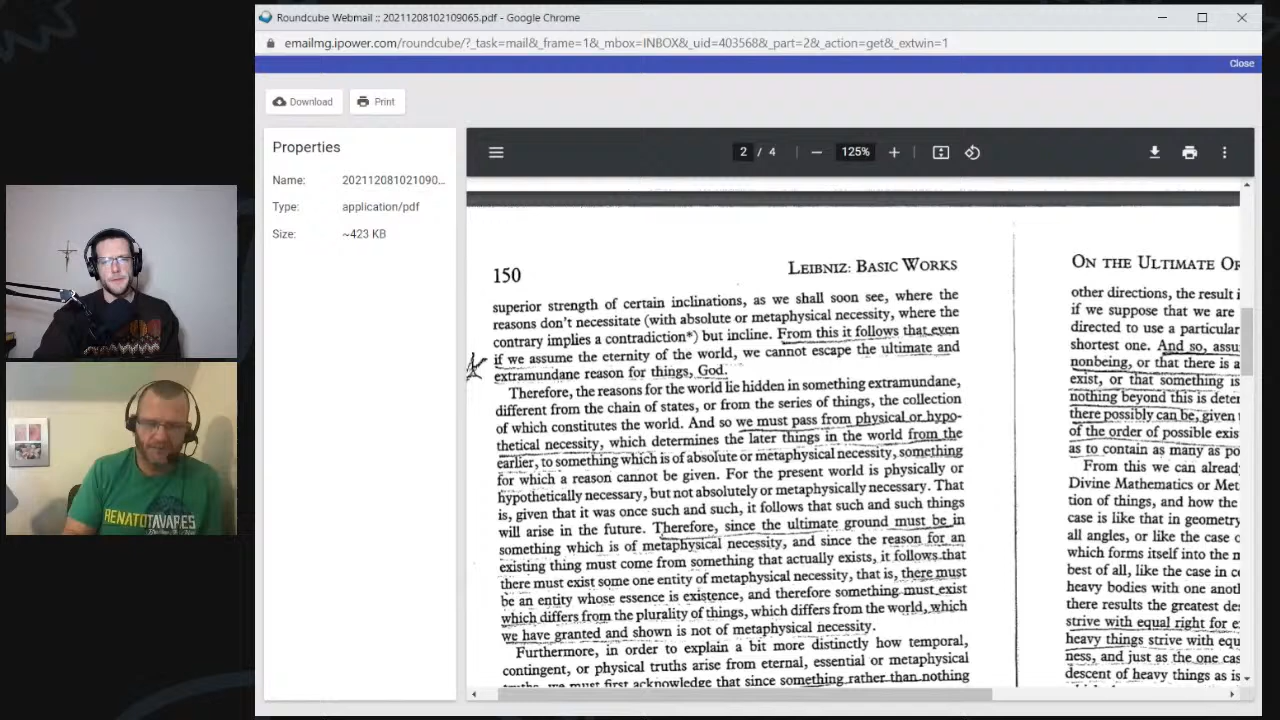 Roundcube Webmail :: 20211208102109065.pdf - Google Chrome
emailmg.ipower.com/roundcube/?_task=mail&_frame=1&_mbox=INBOX&_uid=403568&_part=2&_action=get&_extwin=1
Close
Download
Print
Properties
Name: 202112081021090...
Type: application/pdf
Size: ~423 KB
2 / 4
125%
150
LEIBNIZ: BASIC WORKS
superior strength of certain inclinations, as we shall soon see, where the
reasons don't necessitate (with absolute or metaphysical necessity, where the
contrary implies a contradiction*) but incline. From this it follows that even
if we assume the eternity of the world, we cannot escape the ultimate and
extramundane reason for things, God.
Therefore, the reasons for the world lie hidden in something extramundane,
different from the chain of states, or from the series of things, the collection
of which constitutes the world. And so we must pass from physical or hypo-
thetical necessity, which determines the later things in the world from the
earlier, to something which is of absolute or metaphysical necessity, something
for which a reason cannot be given. For the present world is physically or
hypothetically necessary, but not absolutely or metaphysically necessary. That
is, given that it was once such and such, it follows that such and such things
will arise in the future. Therefore, since the ultimate ground must be in
something which is of metaphysical necessity, and since the reason for an
existing thing must come from something that actually exists, it follows that
there must exist some one entity of metaphysical necessity, that is, there must
be an entity whose essence is existence, and therefore something must exist
which differs from the plurality of things, which differs from the world, which
we have granted and shown is not of metaphysical necessity.
Furthermore, in order to explain a bit more distinctly how temporal,
contingent, or physical truths arise from eternal, essential or metaphysical
truths, we must first acknowledge that since something rather than nothing
ON THE ULTIMATE OR
other directions, the result i
if we suppose that we are
directed to use a particular
shortest one. And so, assu
nonbeing, or that there is a
exist, or that something is
nothing beyond this is deter
there possibly can be, given t
of the order of possible exis
as to contain as many as po
From this we can already
Divine Mathematics or Met
tion of things, and how the
case is like that in geometry
all angles, or like the case o
which forms itself into the m
best of all, like the case in co
heavy bodies with one anot
there results the greatest des
strive with equal right for e
heavy things strive with equ
ness, and just as the one cas
descent of heavy things as is
RENATOTAVARES